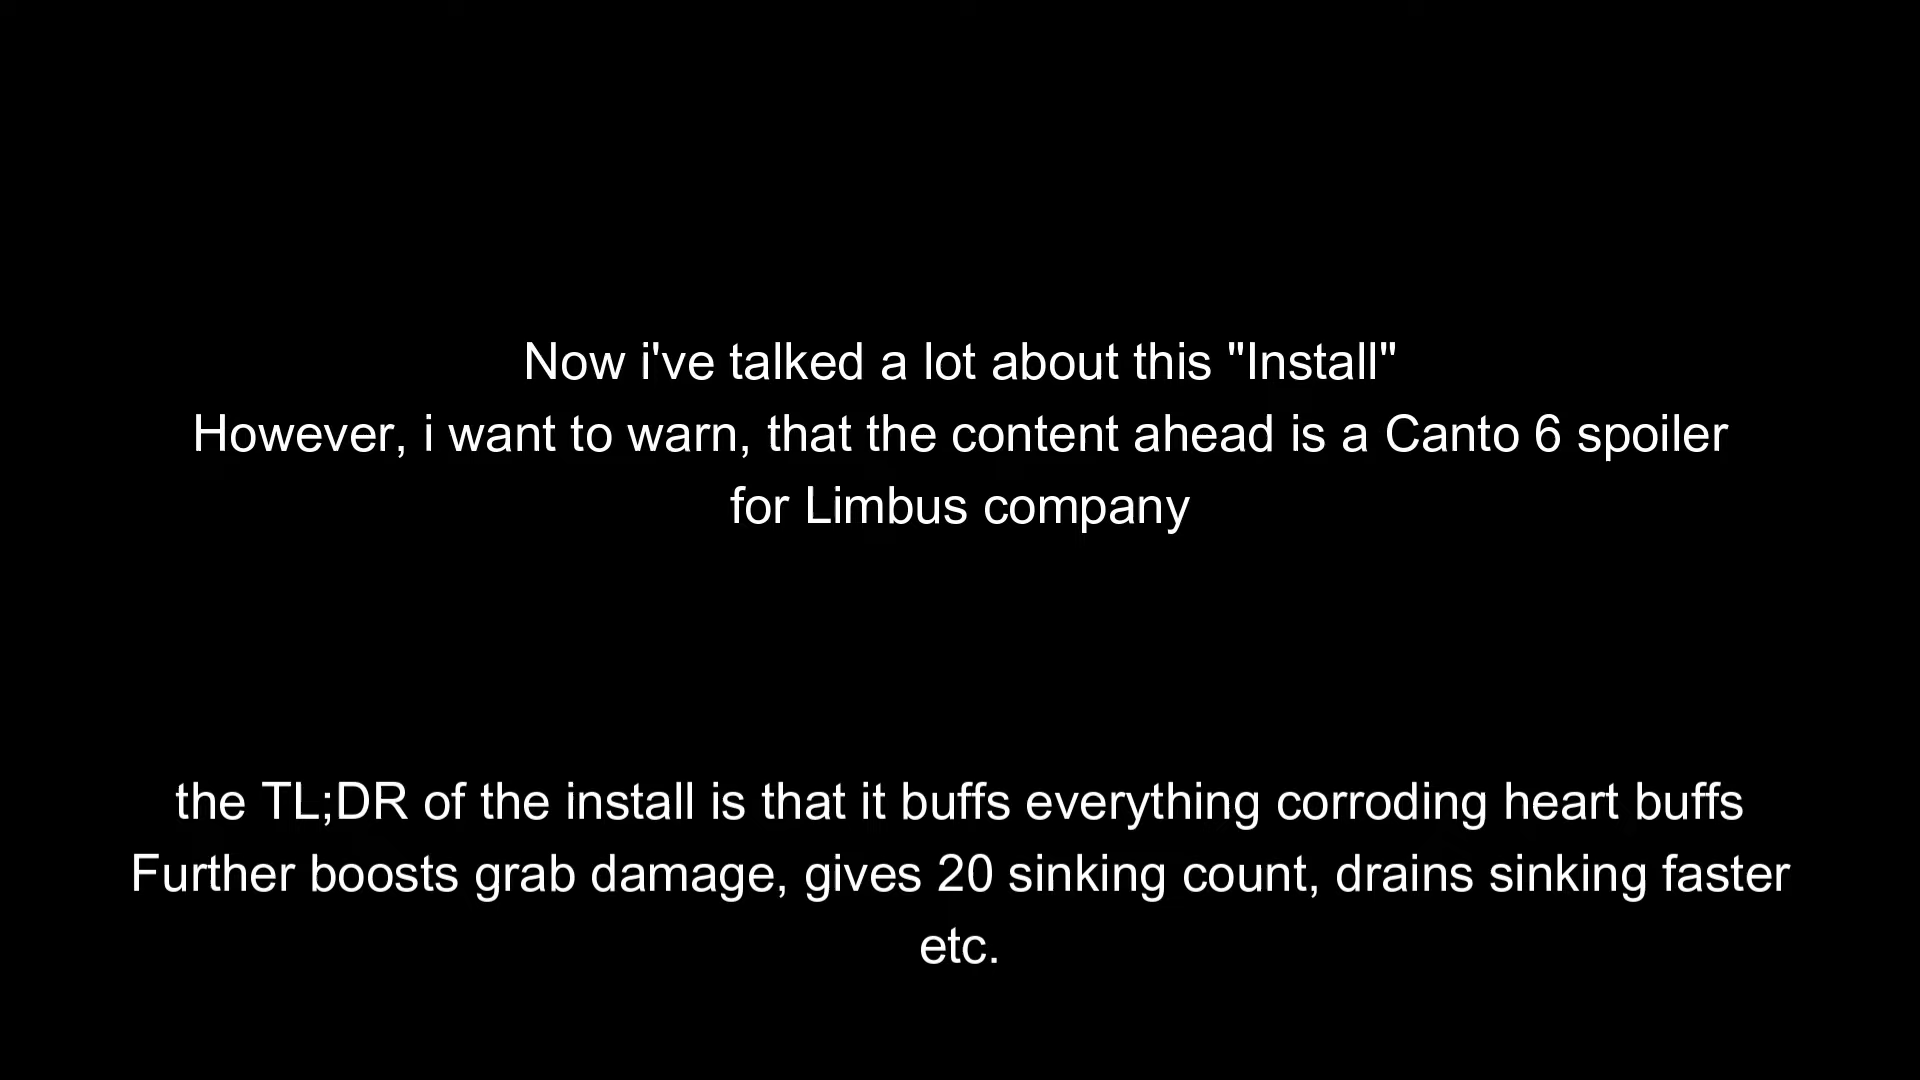 Now i've talked a lot about this "Install"
However, i want to warn, that the content ahead is a Canto 6 spoiler
for Limbus company
the TL;DR of the install is that it buffs everything corroding heart buffs
Further boosts grab damage, gives 20 sinking count, drains sinking faster
etc.